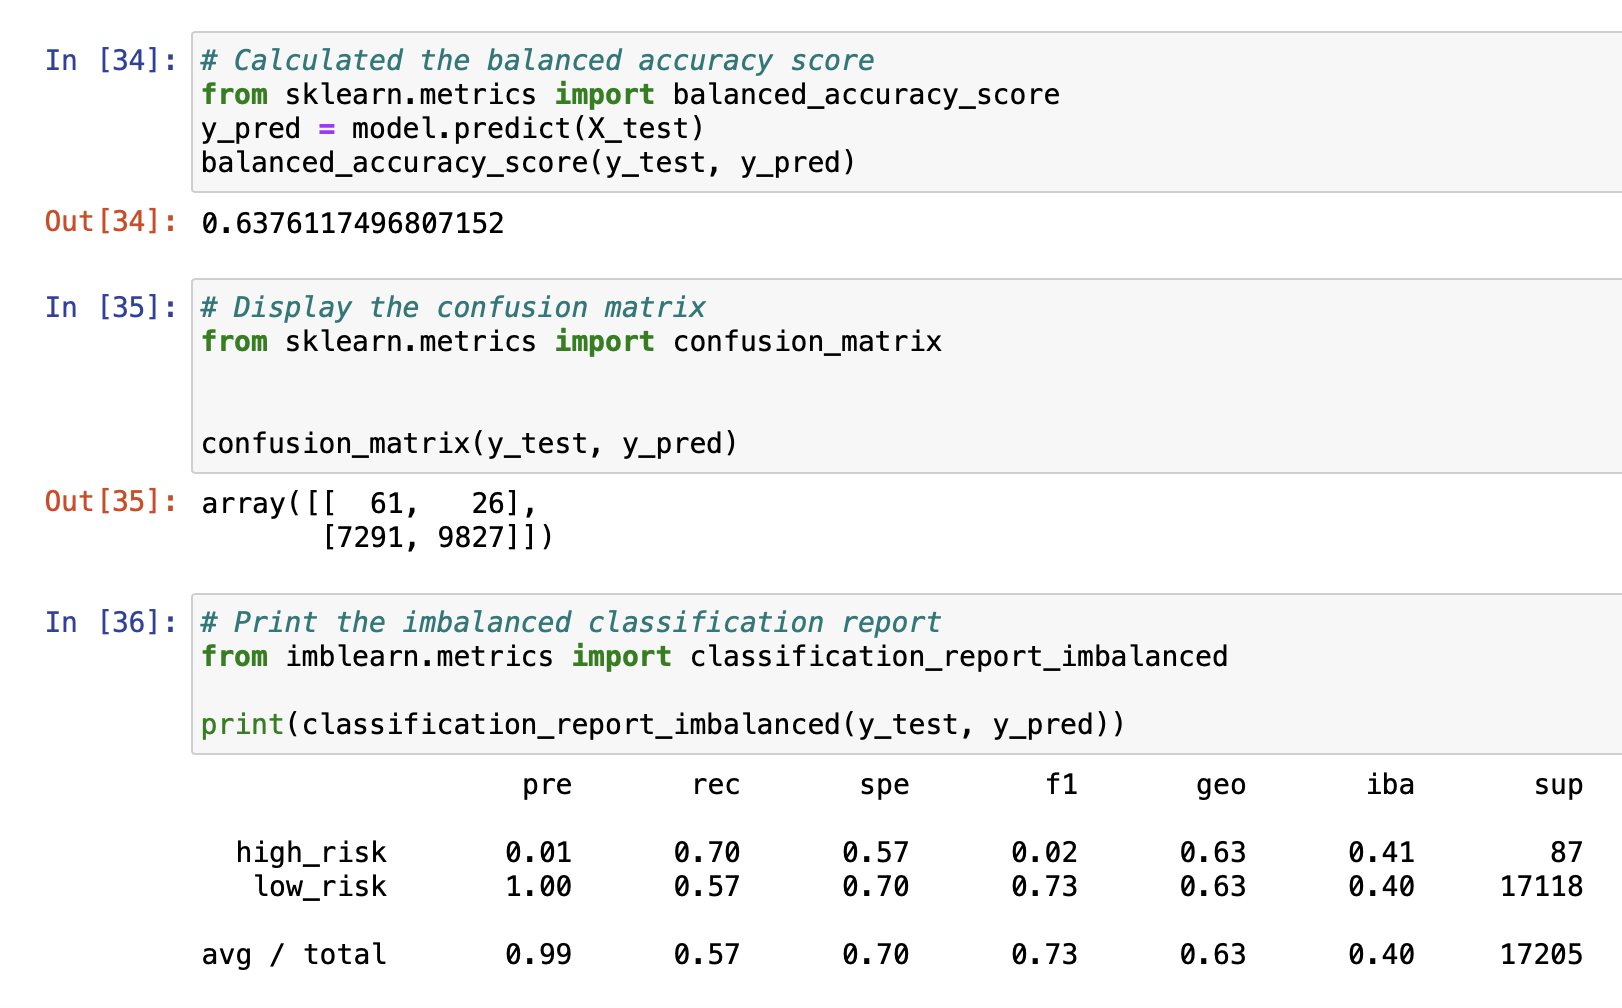 In [34]: # Calculated the balanced accuracy score
from sklearn.metrics import balanced_accuracy_score
y_pred = model.predict(X_test)
balanced_accuracy_score(y_test, y_pred)
Out[34]: 0.6376117496807152
In [35]: # Display the confusion matrix
from sklearn.metrics import confusion_matrix
confusion_matrix(y_test, y_pred)
Out[35]: array([[  61,   26],
       [7291, 9827]])
In [36]: # Print the imbalanced classification report
from imblearn.metrics import classification_report_imbalanced
print(classification_report_imbalanced(y_test, y_pred))
pre rec spe f1 geo iba sup
high_risk 0.01 0.70 0.57 0.02 0.63 0.41 87
low_risk 1.00 0.57 0.70 0.73 0.63 0.40 17118
avg / total 0.99 0.57 0.70 0.73 0.63 0.40 17205